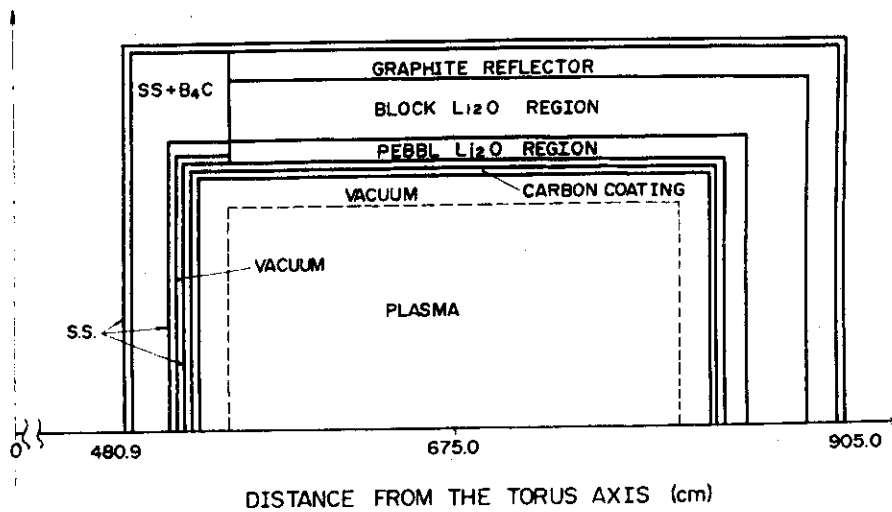 GRAPHITE REFLECTOR
SS+B₄C
BLOCK Li₂O REGION
PEBBL Li₂O REGION
CARBON COATING
VACUUM
VACUUM
PLASMA
S.S.
0 480.9 675.0 905.0
DISTANCE FROM THE TORUS AXIS (cm)